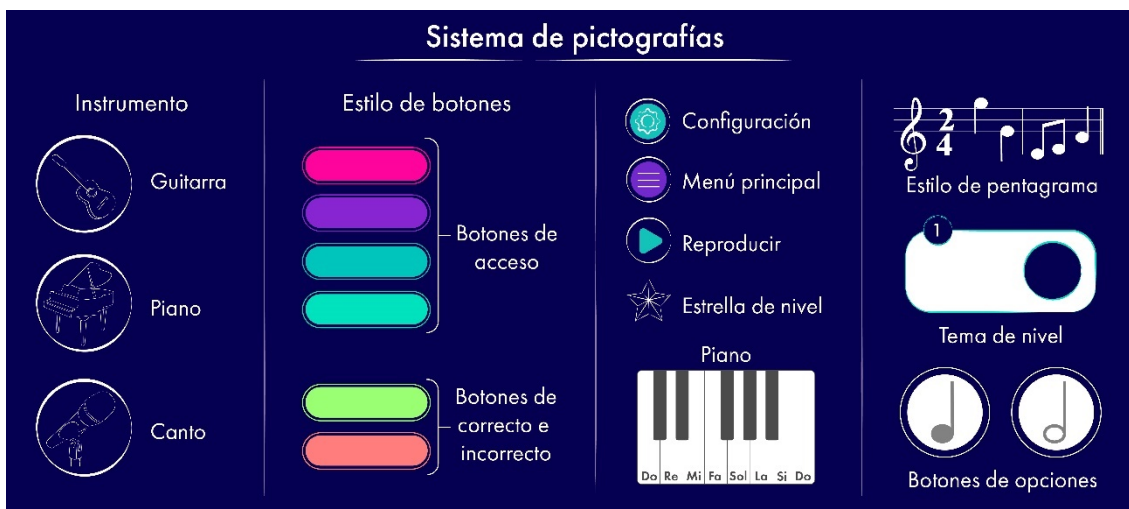 Sistema de pictografías
Instrumento
Guitarra
Piano
Canto
Estilo de botones
Botones de
acceso
Botones de
correcto e
incorrecto
Configuración
Menú principal
Reproducir
Estrella de nivel
Piano
Do Re Mi Fa Sol La Si Do
2
4
Estilo de pentagrama
1
Tema de nivel
Botones de opciones